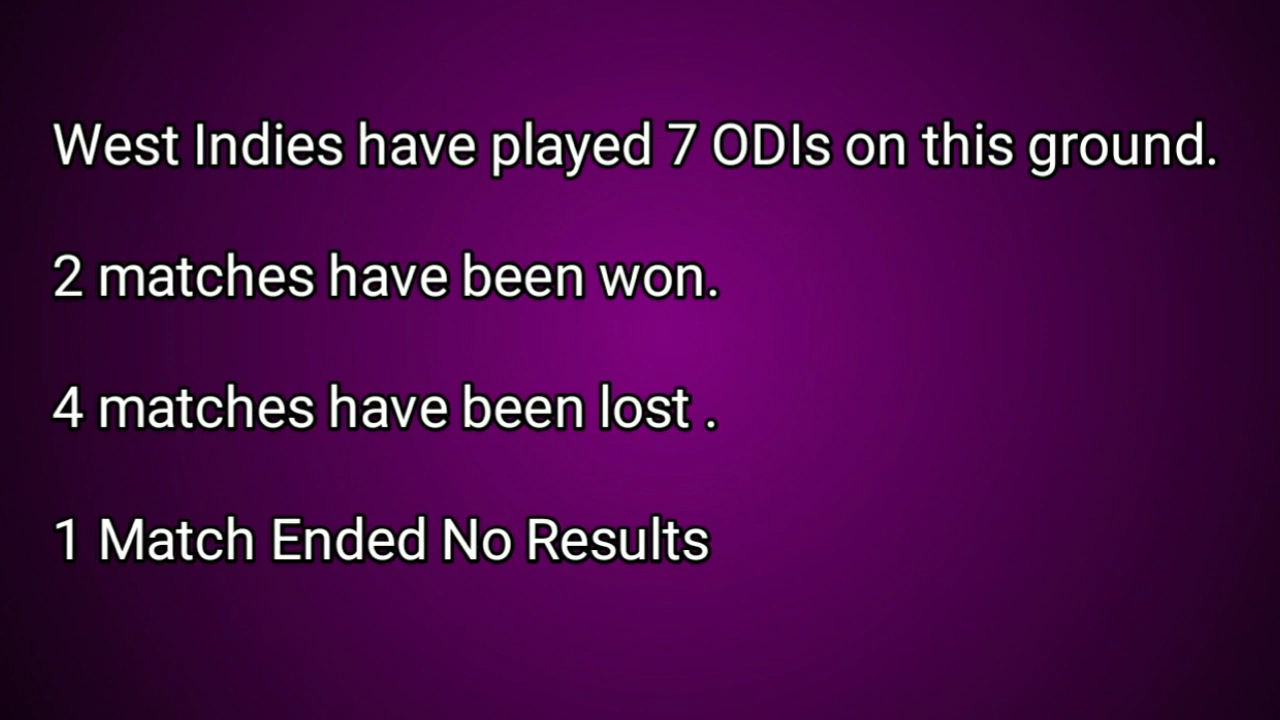 West Indies have played 7 ODIs on this ground.
2 matches have been won.
4 matches have been lost .
1 Match Ended No Results